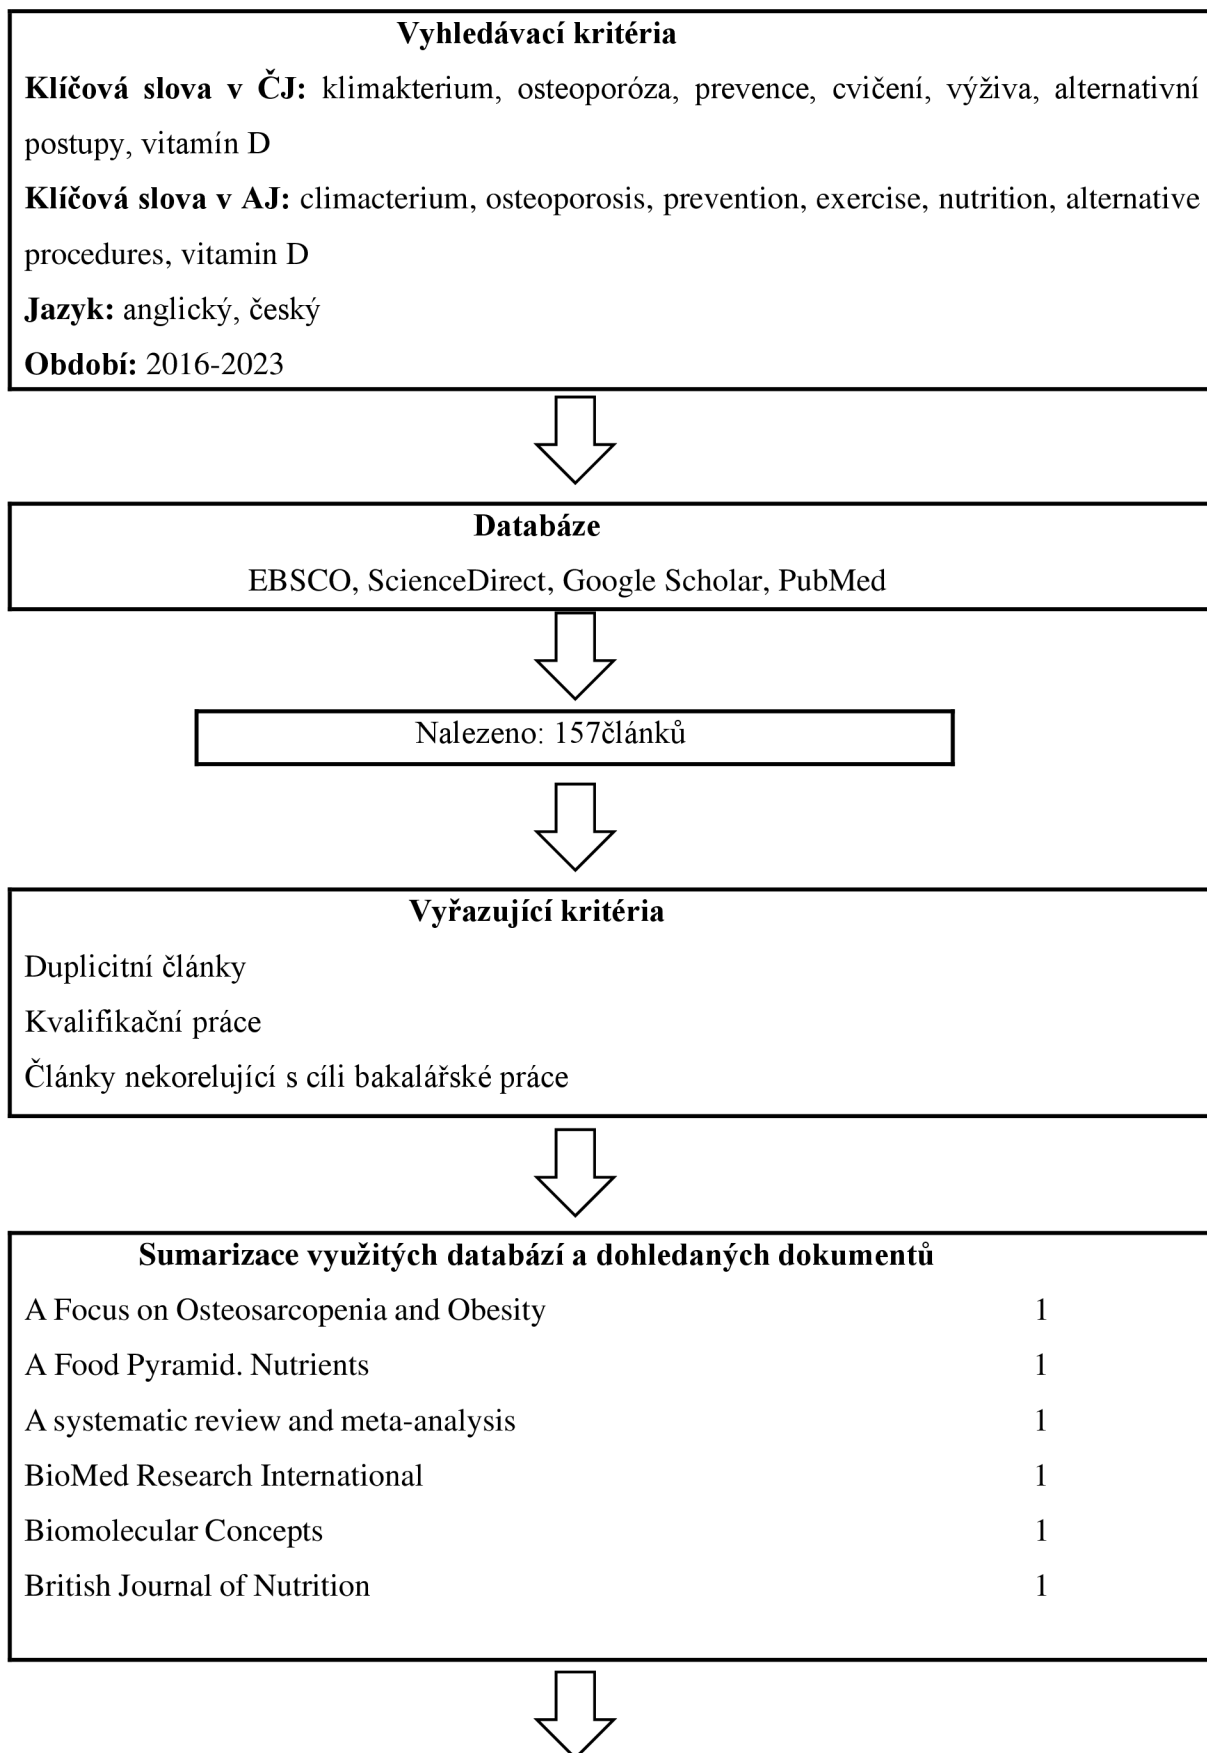 Vyhledávací kritéria
Klíčová slova v ČJ: klimakterium, osteoporóza, prevence, cvičení, výživa, alternativní
postupy, vitamín D
Klíčová slova v AJ: climacterium, osteoporosis, prevention, exercise, nutrition, alternative
procedures, vitamin D
Jazyk: anglický, český
Období: 2016-2023
Databáze
EBSCO, ScienceDirect, Google Scholar, PubMed
Nalezeno: 157článků
Vyřazující kritéria
Duplicitní články
Kvalifikační práce
Články nekorelující s cíli bakalářské práce
Sumarizace využitých databází a dohledaných dokumentů
A Focus on Osteosarcopenia and Obesity 1
A Food Pyramid. Nutrients 1
A systematic review and meta-analysis 1
BioMed Research International 1
Biomolecular Concepts 1
British Journal of Nutrition 1